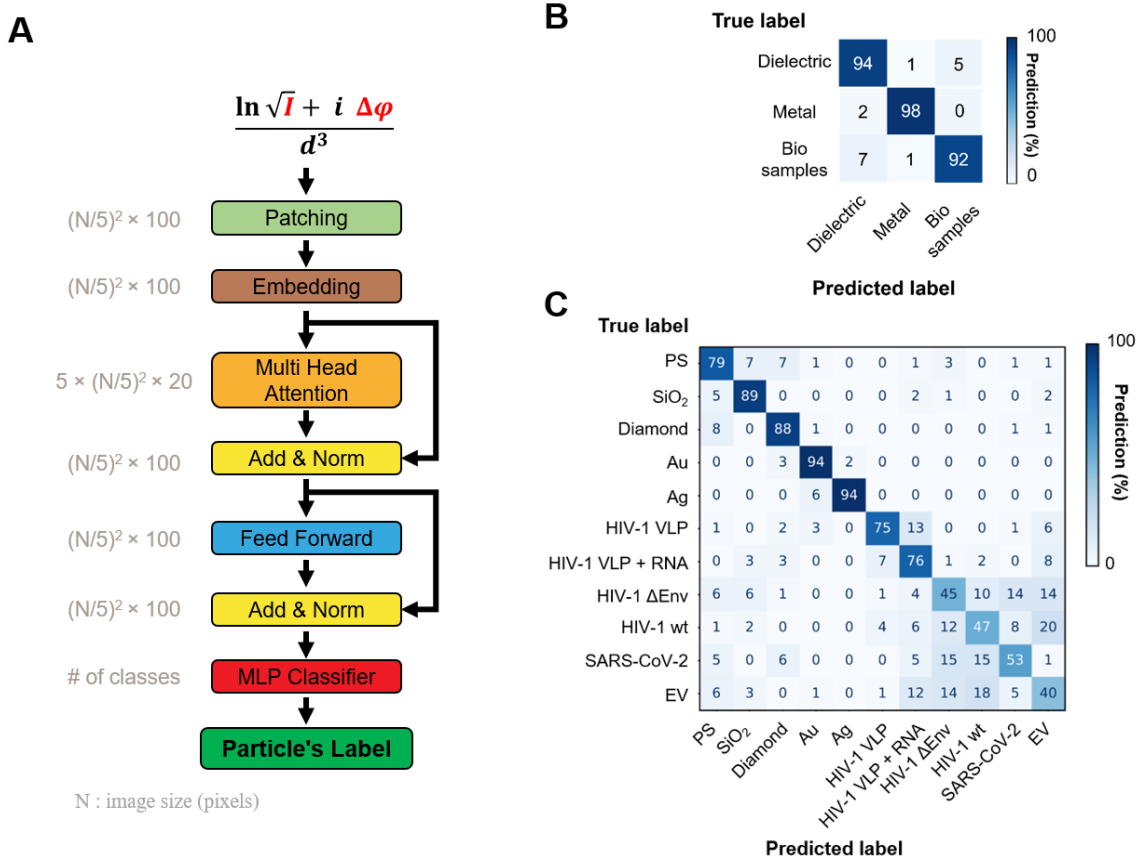 A
ln √I + i Δφ
d³
(N/5)² × 100
Patching
(N/5)² × 100
Embedding
5 × (N/5)² × 20
Multi Head
Attention
(N/5)² × 100
Add & Norm
(N/5)² × 100
Feed Forward
(N/5)² × 100
Add & Norm
# of classes
MLP Classifier
Particle's Label
N : image size (pixels)
B
True label
Dielectric 94 1 5
Metal 2 98 0
Bio
samples
7 1 92
Dielectric
Metal
Bio
samples
Predicted label
100
Prediction (%)
0
C
True label
PS 79 7 7 1 0 0 1 3 0 1 1
SiO₂ 5 89 0 0 0 0 2 1 0 0 2
Diamond 8 0 88 1 0 0 0 0 0 1 1
Au 0 0 3 94 2 0 0 0 0 0 0
Ag 0 0 0 6 94 0 0 0 0 0 0
HIV-1 VLP 1 0 2 3 0 75 13 0 0 1 6
HIV-1 VLP + RNA 0 3 3 0 0 7 76 1 2 0 8
HIV-1 ΔEnv 6 6 1 0 0 1 4 45 10 14 14
HIV-1 wt 1 2 0 0 0 4 6 12 47 8 20
SARS-CoV-2 5 0 6 0 0 0 5 15 15 53 1
EV 6 3 0 1 0 1 12 14 18 5 40
PS
SiO₂
Diamond
Au
Ag
HIV-1 VLP
HIV-1 VLP + RNA
HIV-1 ΔEnv
HIV-1 wt
SARS-CoV-2
EV
Predicted label
100
Prediction (%)
0